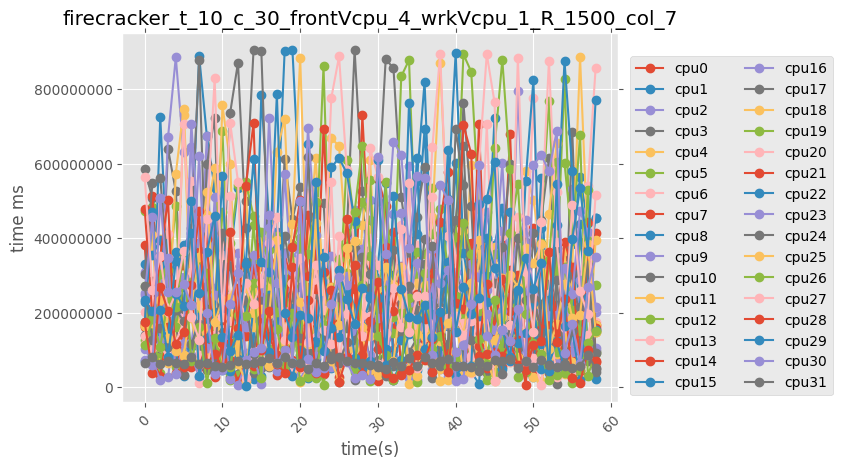 firecracker_t_10_c_30_frontVcpu_4_wrkVcpu_1_R_1500_col_7
time ms
800000000
600000000
400000000
200000000
0
0
10
20
30
40
50
60
time(s)
cpu0
cpu1
cpu2
cpu3
cpu4
cpu5
cpu6
cpu7
cpu8
cpu9
cpu10
cpu11
cpu12
cpu13
cpu14
cpu15
cpu16
cpu17
cpu18
cpu19
cpu20
cpu21
cpu22
cpu23
cpu24
cpu25
cpu26
cpu27
cpu28
cpu29
cpu30
cpu31